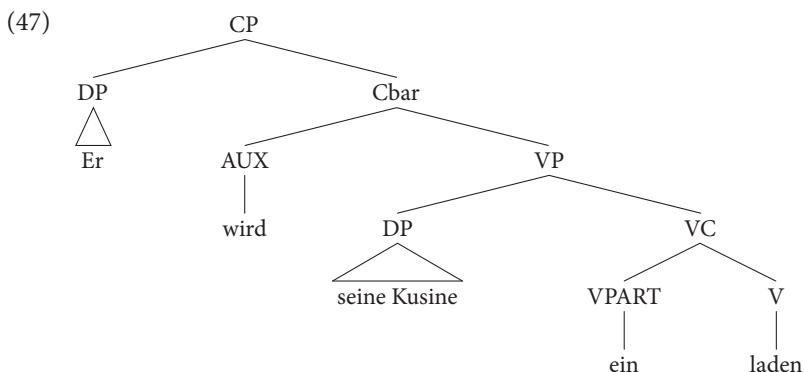 (47)
CP
DP Cbar
Er AUX VP
wird DP VC
seine Kusine VPART V
ein laden